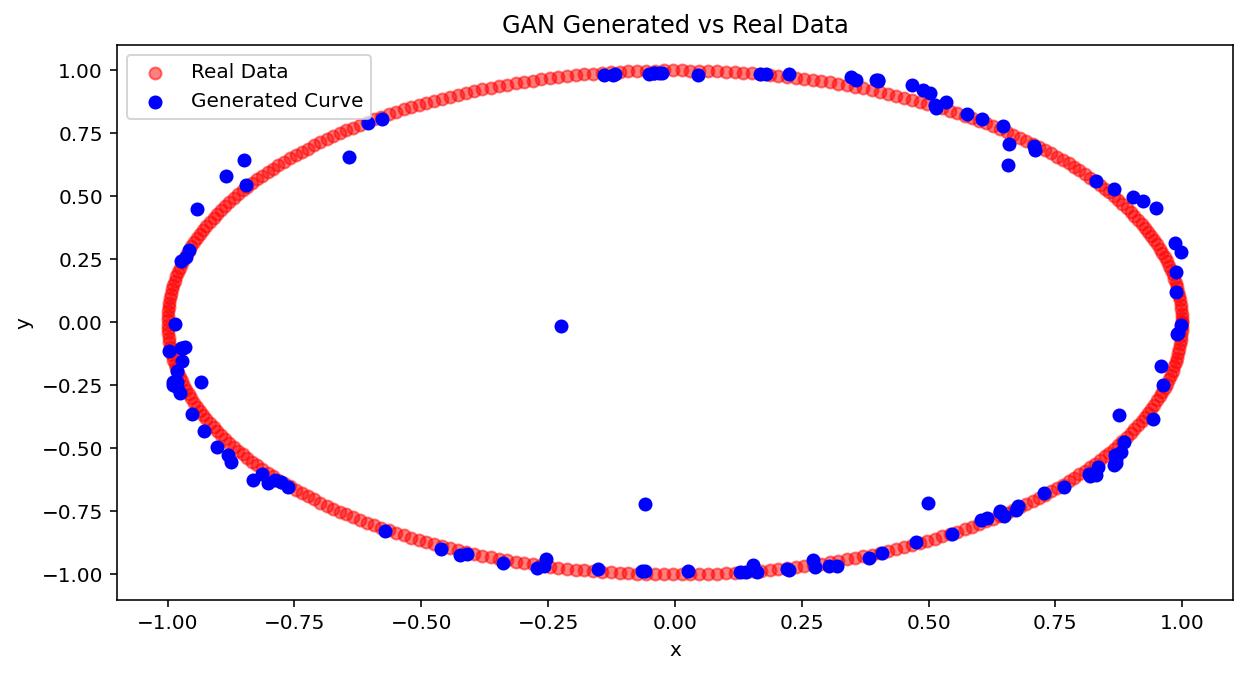 GAN Generated vs Real Data
Real Data
Generated Curve
1.00
0.75
0.50
0.25
0.00
−0.25
−0.50
−0.75
−1.00
y
−1.00 −0.75 −0.50 −0.25 0.00 0.25 0.50 0.75 1.00
x